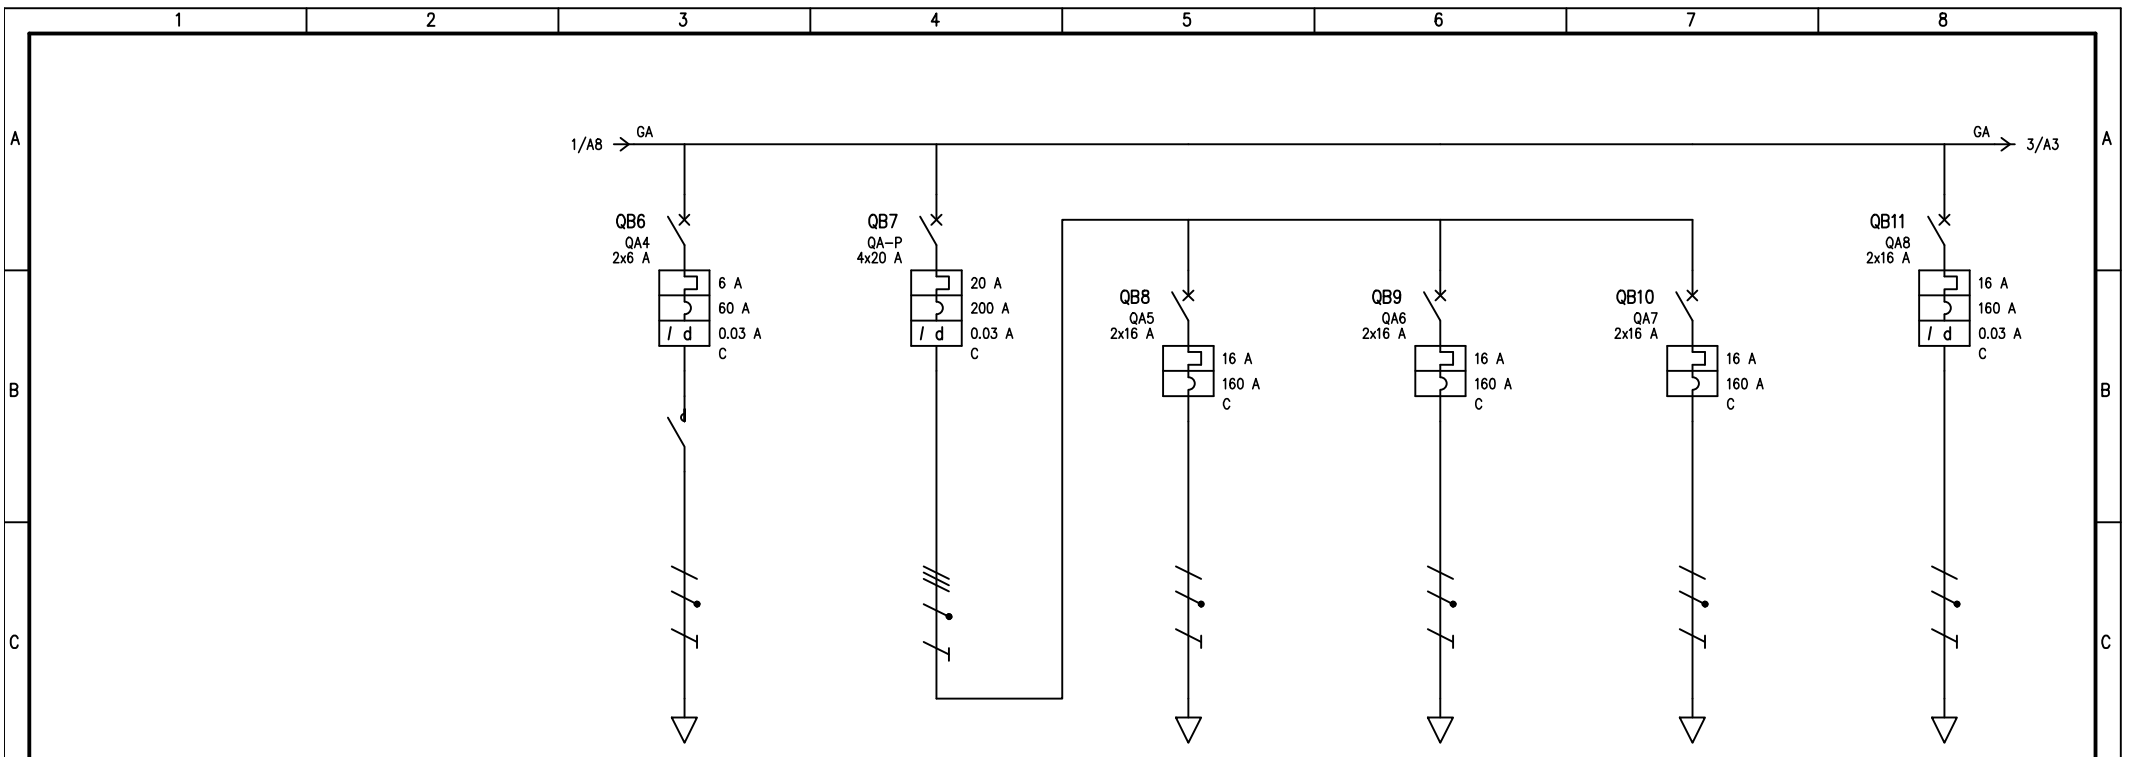 1 2 3 4 5 6 7 8
A A
1/A8 GA GA 3/A3
QB6
QA4
2x6 A
6 A
60 A
I d 0.03 A
C
QB7
QA-P
4x20 A
20 A
200 A
I d 0.03 A
C
QB8
QA5
2x16 A
16 A
160 A
C
QB9
QA6
2x16 A
16 A
160 A
C
QB10
QA7
2x16 A
16 A
160 A
C
QB11
QA8
2x16 A
16 A
160 A
I d 0.03 A
C
B B
C C